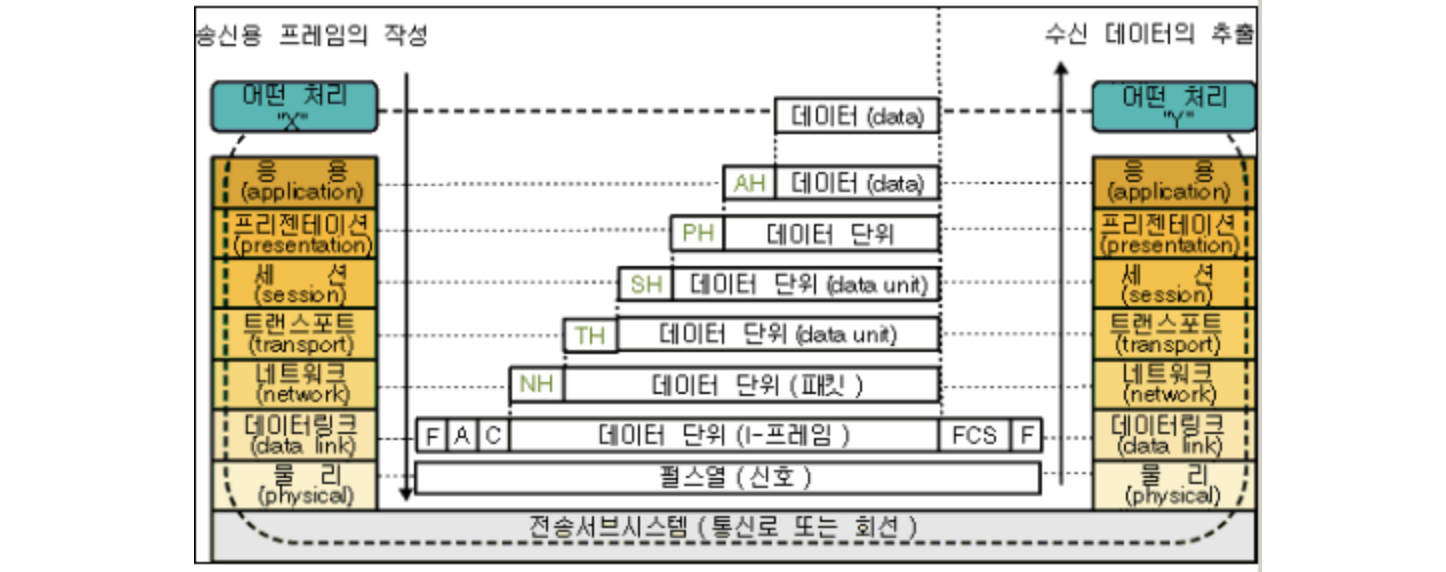 송신용 프레임의 작성
수신 데이터의 추출
어떤 처리
"X"
데이터 (data)
어떤 처리
"Y"
응 용
(application)
AH 데이터 (data)
응 용
(application)
프리젠테이션
(presentation)
PH 데이터 단위
프리젠테이션
(presentation)
세 션
(session)
SH 데이터 단위 (data unit)
세 션
(session)
트랜스포트
(transport)
TH 데이터 단위 (data unit)
트랜스포트
(transport)
네트워크
(network)
NH 데이터 단위 ( 패킷 )
네트워크
(network)
데이터링크
(data link)
F A C 데이터 단위 (I-프레임 ) FCS F
데이터링크
(data link)
물 리
(physical)
펄스열 ( 신호 )
물 리
(physical)
전송서브시스템 ( 통신로 또는 회선 )